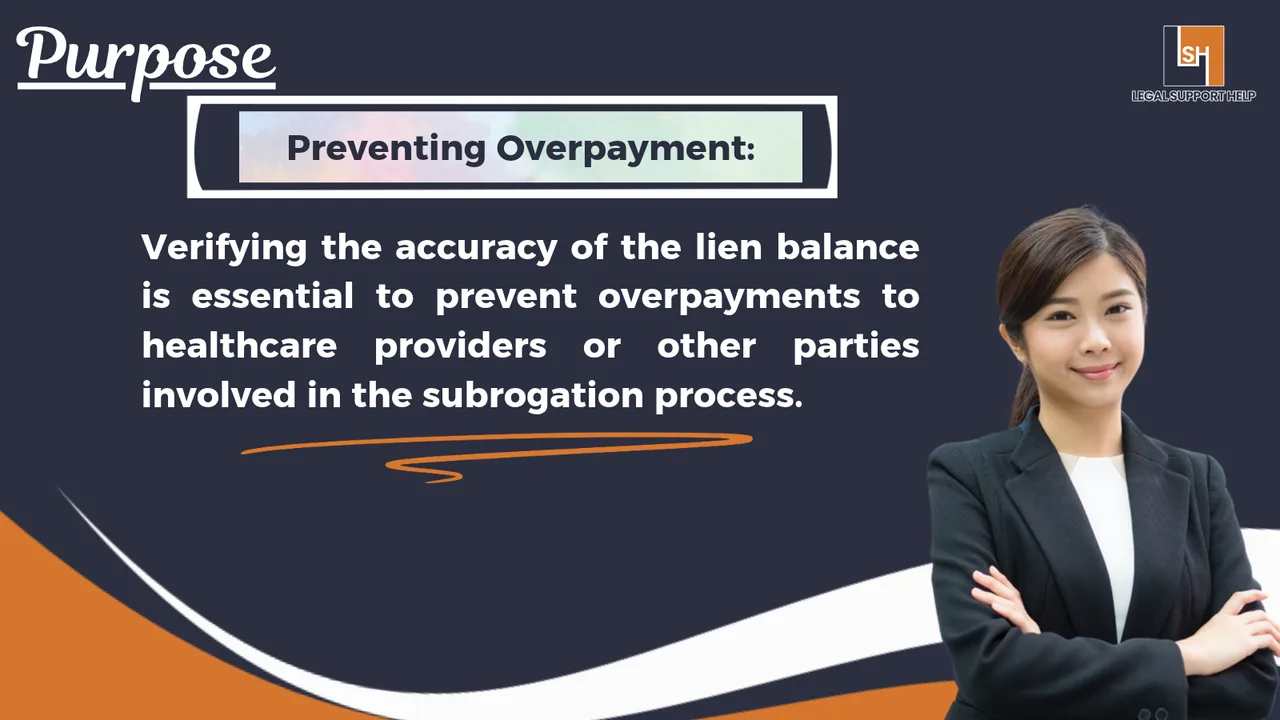 Purpose
SH
LEGAL SUPPORT HELP
Preventing Overpayment:
Verifying the accuracy of the lien balance
is essential to prevent overpayments to
healthcare providers or other parties
involved in the subrogation process.